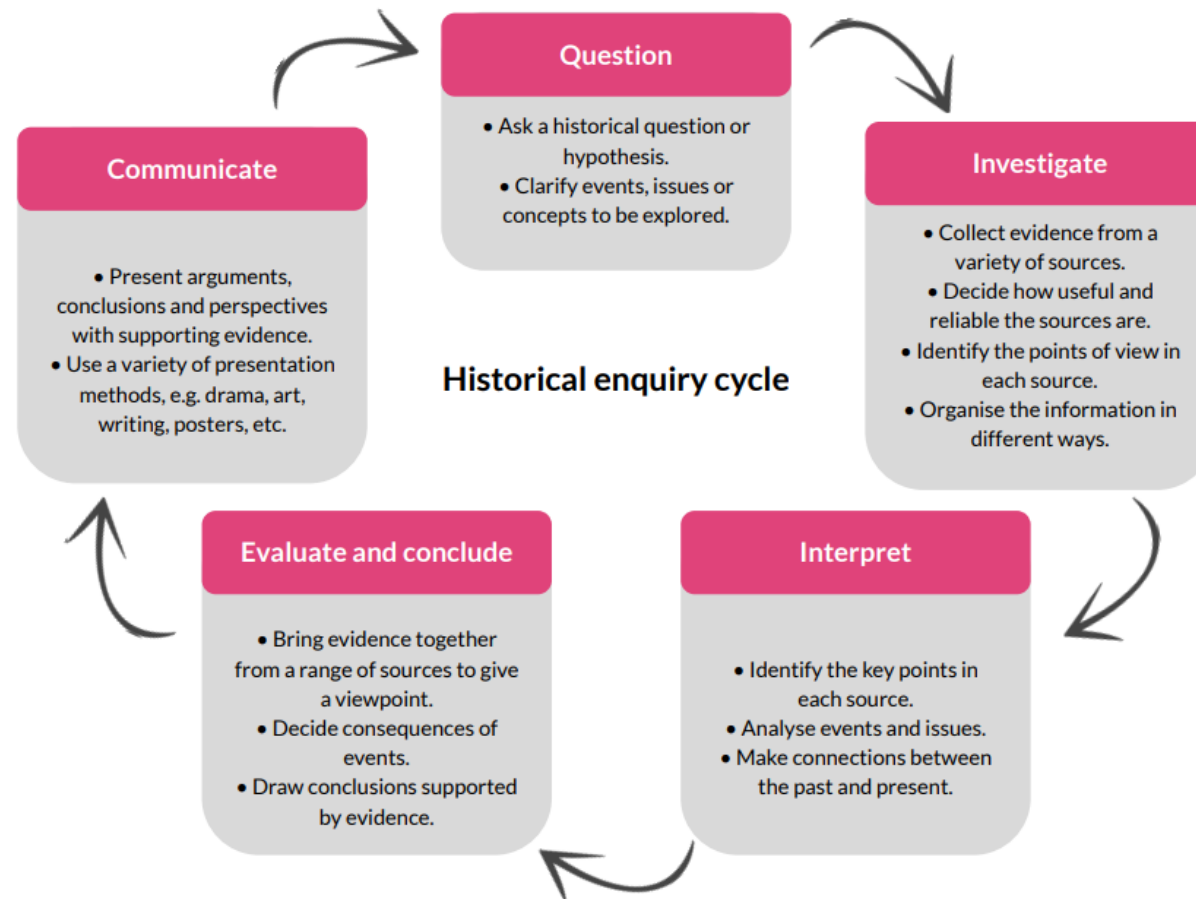 Question
• Ask a historical question or
hypothesis.
• Clarify events, issues or
concepts to be explored.
Investigate
• Collect evidence from a
variety of sources.
• Decide how useful and
reliable the sources are.
• Identify the points of view in
each source.
• Organise the information in
different ways.
Interpret
• Identify the key points in
each source.
• Analyse events and issues.
• Make connections between
the past and present.
Evaluate and conclude
• Bring evidence together
from a range of sources to give
a viewpoint.
• Decide consequences of
events.
• Draw conclusions supported
by evidence.
Communicate
• Present arguments,
conclusions and perspectives
with supporting evidence.
• Use a variety of presentation
methods, e.g. drama, art,
writing, posters, etc.
Historical enquiry cycle